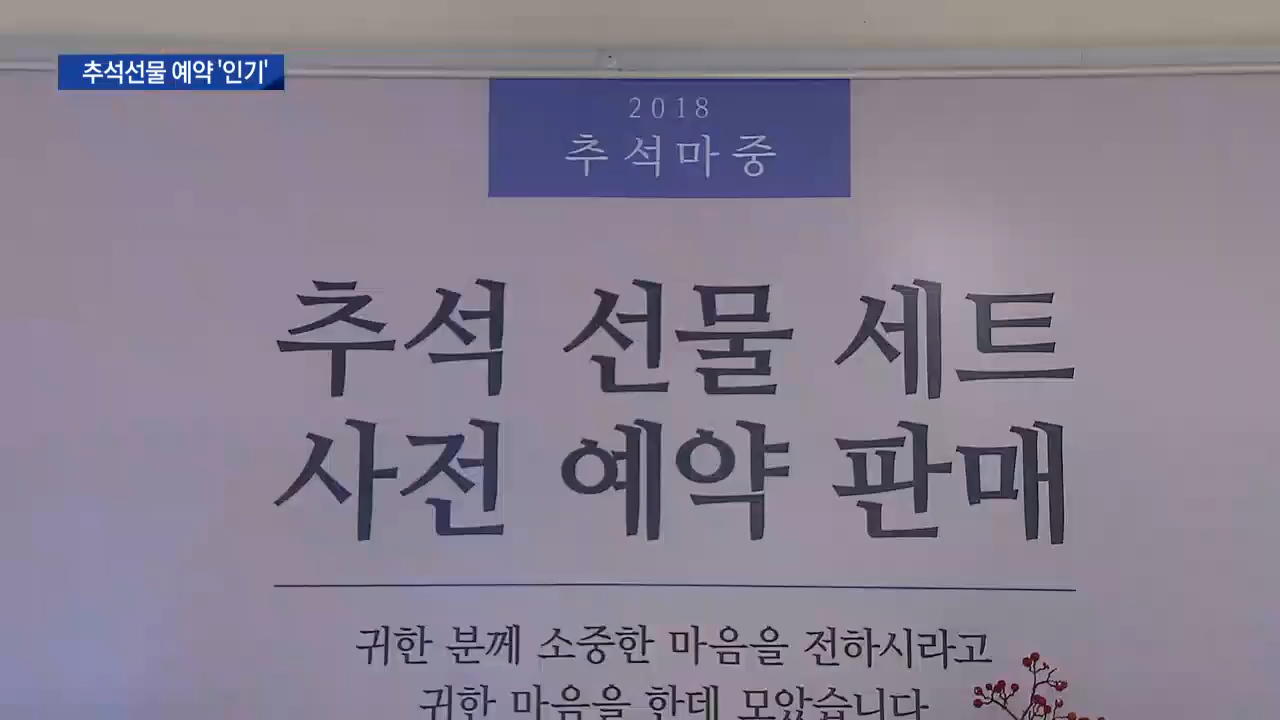 추석선물 예약 '인기'
2018
추석마중
추석 선물 세트
사전 예약 판매
귀한 분께 소중한 마음을 전하시라고
귀한 마음을 한데 모았습니다